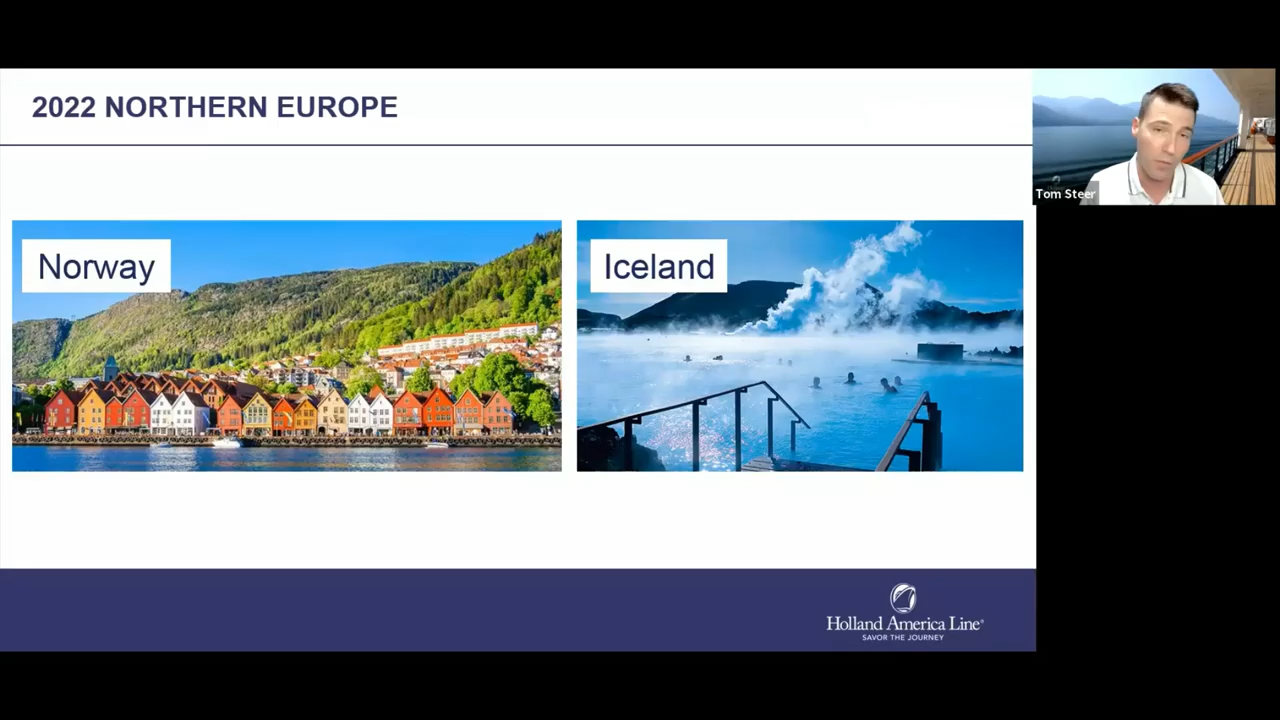 2022 NORTHERN EUROPE
Tom Steer
Norway
Iceland
Holland America Line®
SAVOR THE JOURNEY